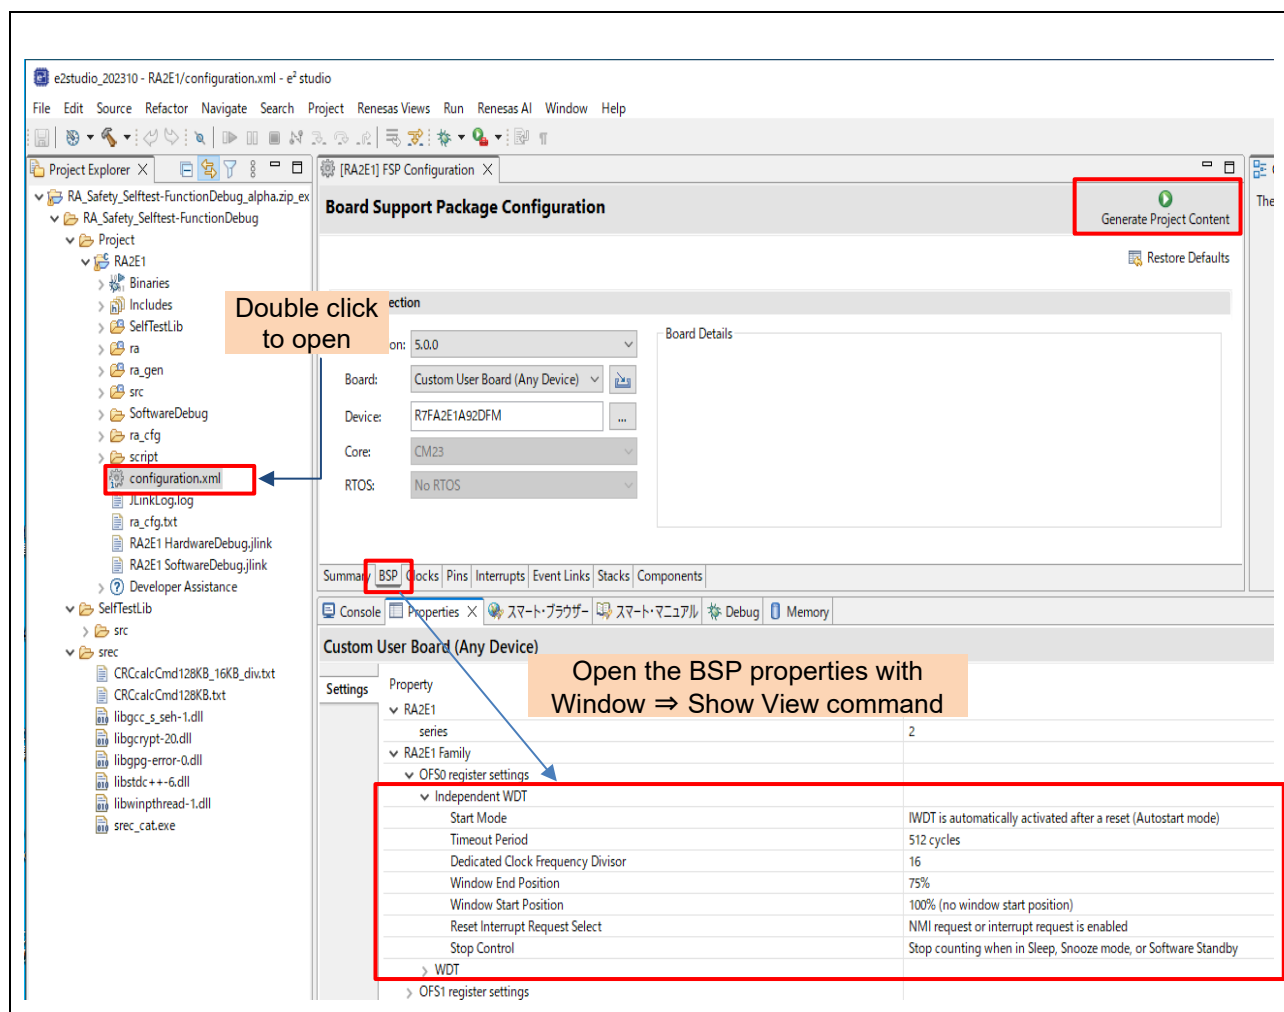 e2studio_202310 - RA2E1/configuration.xml - e² studio
File Edit Source Refactor Navigate Search Project Renesas Views Run Renesas AI Window Help
Project Explorer
[RA2E1] FSP Configuration
RA_Safety_Selftest-FunctionDebug_alpha.zip_ex
RA_Safety_Selftest-FunctionDebug
Project
RA2E1
Binaries
Includes
SelfTestLib
ra
ra_gen
src
SoftwareDebug
ra_cfg
script
configuration.xml
JLinkLog.log
ra_cfg.txt
RA2E1 HardwareDebug.jlink
RA2E1 SoftwareDebug.jlink
Developer Assistance
SelfTestLib
src
srec
CRCcalcCmd128KB_16KB_div.txt
CRCcalcCmd128KB.txt
libgcc_s_seh-1.dll
libgcrypt-20.dll
libgpg-error-0.dll
libstdc++-6.dll
libwinpthread-1.dll
srec_cat.exe
Double click
to open
Board Support Package Configuration
Generate Project Content
The
Restore Defaults
ection
on: 5.0.0
Board: Custom User Board (Any Device)
Device: R7FA2E1A92DFM ...
Core: CM23
RTOS: No RTOS
Board Details
Summary BSP Clocks Pins Interrupts Event Links Stacks Components
Console Properties スマート・ブラウザー スマート・マニュアル Debug Memory
Custom User Board (Any Device)
Open the BSP properties with
Window ⇒ Show View command
Settings
Property
RA2E1
series 2
RA2E1 Family
OFS0 register settings
Independent WDT
Start Mode IWDT is automatically activated after a reset (Autostart mode)
Timeout Period 512 cycles
Dedicated Clock Frequency Divisor 16
Window End Position 75%
Window Start Position 100% (no window start position)
Reset Interrupt Request Select NMI request or interrupt request is enabled
Stop Control Stop counting when in Sleep, Snooze mode, or Software Standby
WDT
OFS1 register settings